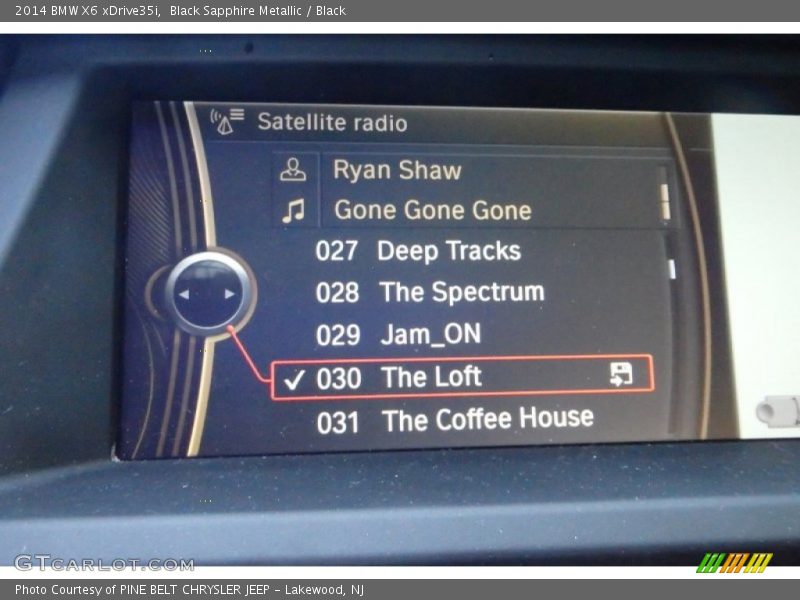 2014 BMW X6 xDrive35i, Black Sapphire Metallic / Black
Satellite radio
Ryan Shaw
Gone Gone Gone
027 Deep Tracks
028 The Spectrum
029 Jam_ON
030 The Loft
031 The Coffee House
GTcarlot.com
Photo Courtesy of PINE BELT CHRYSLER JEEP - Lakewood, NJ